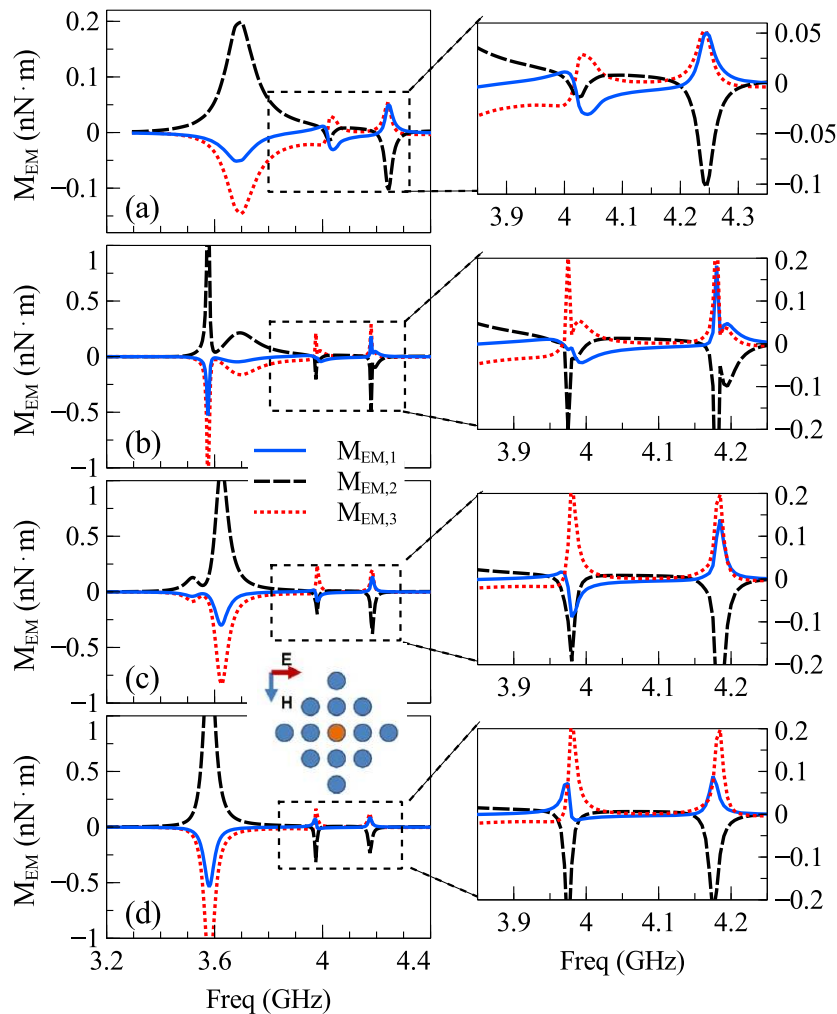 0.2
0.1
0
-0.1
M_EM (nN·m)
(a)
0.05
0
-0.05
-0.1
3.9 4 4.1 4.2 4.3
1
0.5
0
-0.5
-1
M_EM (nN·m)
(b)
0.2
0.1
0
-0.1
-0.2
3.9 4 4.1 4.2
M_EM,1
M_EM,2
M_EM,3
1
0.5
0
-0.5
-1
M_EM (nN·m)
(c)
E
H
0.2
0.1
0
-0.1
-0.2
3.9 4 4.1 4.2
1
0.5
0
-0.5
-1
M_EM (nN·m)
(d)
3.2 3.6 4 4.4
Freq (GHz)
0.2
0.1
0
-0.1
-0.2
3.9 4 4.1 4.2
Freq (GHz)